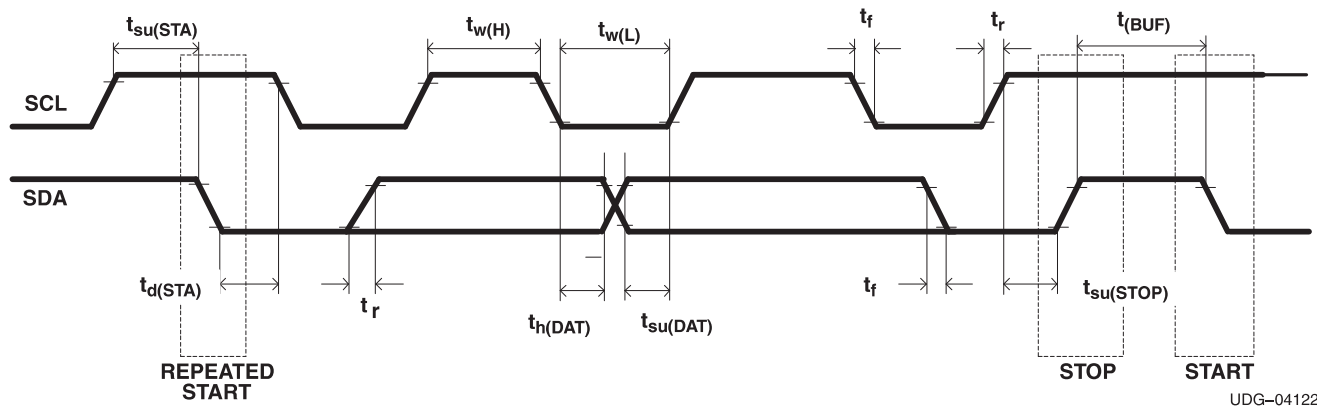 tsu(STA)
tw(H)
tw(L)
tf
tr
t(BUF)
SCL
SDA
td(STA)
tr
th(DAT)
tsu(DAT)
tf
tsu(STOP)
REPEATED
START
STOP
START
UDG–04122